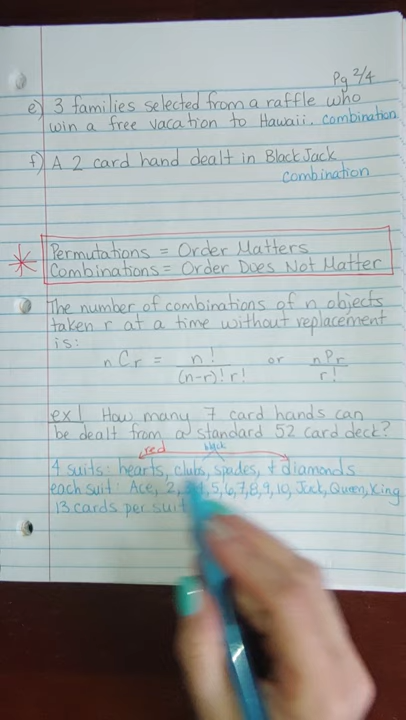 Pg 2/4
e) 3 families selected from a raffle who
win a free vacation to Hawaii. combination
f) A 2 card hand dealt in BlackJack
combination
Permutations = Order Matters
Combinations = Order Does Not Matter
The number of combinations of n objects
taken r at a time without replacement
is:
nCr = n! / (n-r)! r! or nPr / r!
ex 1 How many 7 card hands can
be dealt from a standard 52 card deck?
red black
4 suits: hearts, clubs, spades, + diamonds
each suit: Ace, 2, 3, 4, 5, 6, 7, 8, 9, 10, Jack, Queen, King
13 cards per suit